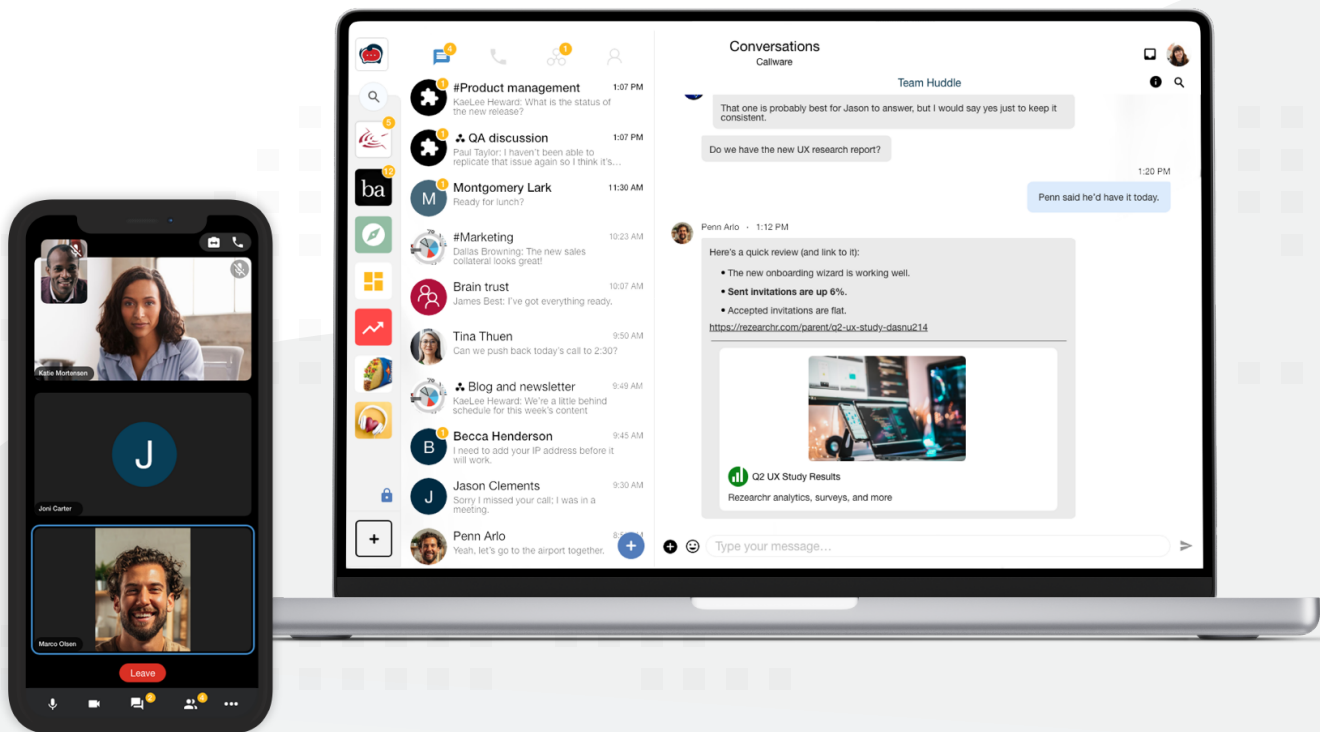 Katie Mortensen
J
Joni Carter
Marco Olsen
Leave
2
4
5
12
ba
4
1
1
#Product management 1:07 PM
KaeLee Heward: What is the status of
the new release?
1
QA discussion 1:07 PM
Paul Taylor: I haven't been able to
replicate that issue again so I think it's...
1
M
Montgomery Lark 11:30 AM
Ready for lunch?
#Marketing 10:23 AM
Dallas Browning: The new sales
collateral looks great!
Brain trust 10:07 AM
James Best: I've got everything ready.
Tina Thuen 9:50 AM
Can we push back today's call to 2:30?
Blog and newsletter 9:49 AM
KaeLee Heward: We're a little behind
schedule for this week's content
1
B
Becca Henderson 9:45 AM
I need to add your IP address before it
will work.
J
Jason Clements 9:30 AM
Sorry I missed your call; I was in a
meeting.
Penn Arlo
Yeah, let's go to the airport together.
Conversations
Callware
Team Huddle
That one is probably best for Jason to answer, but I would say yes just to keep it
consistent.
Do we have the new UX research report?
1:20 PM
Penn said he'd have it today.
Penn Arlo · 1:12 PM
Here's a quick review (and link to it):
• The new onboarding wizard is working well.
• Sent invitations are up 6%.
• Accepted invitations are flat.
https://rezearchr.com/parent/q2-ux-study-dasnu214
Q2 UX Study Results
Rezearchr analytics, surveys, and more
Type your message...